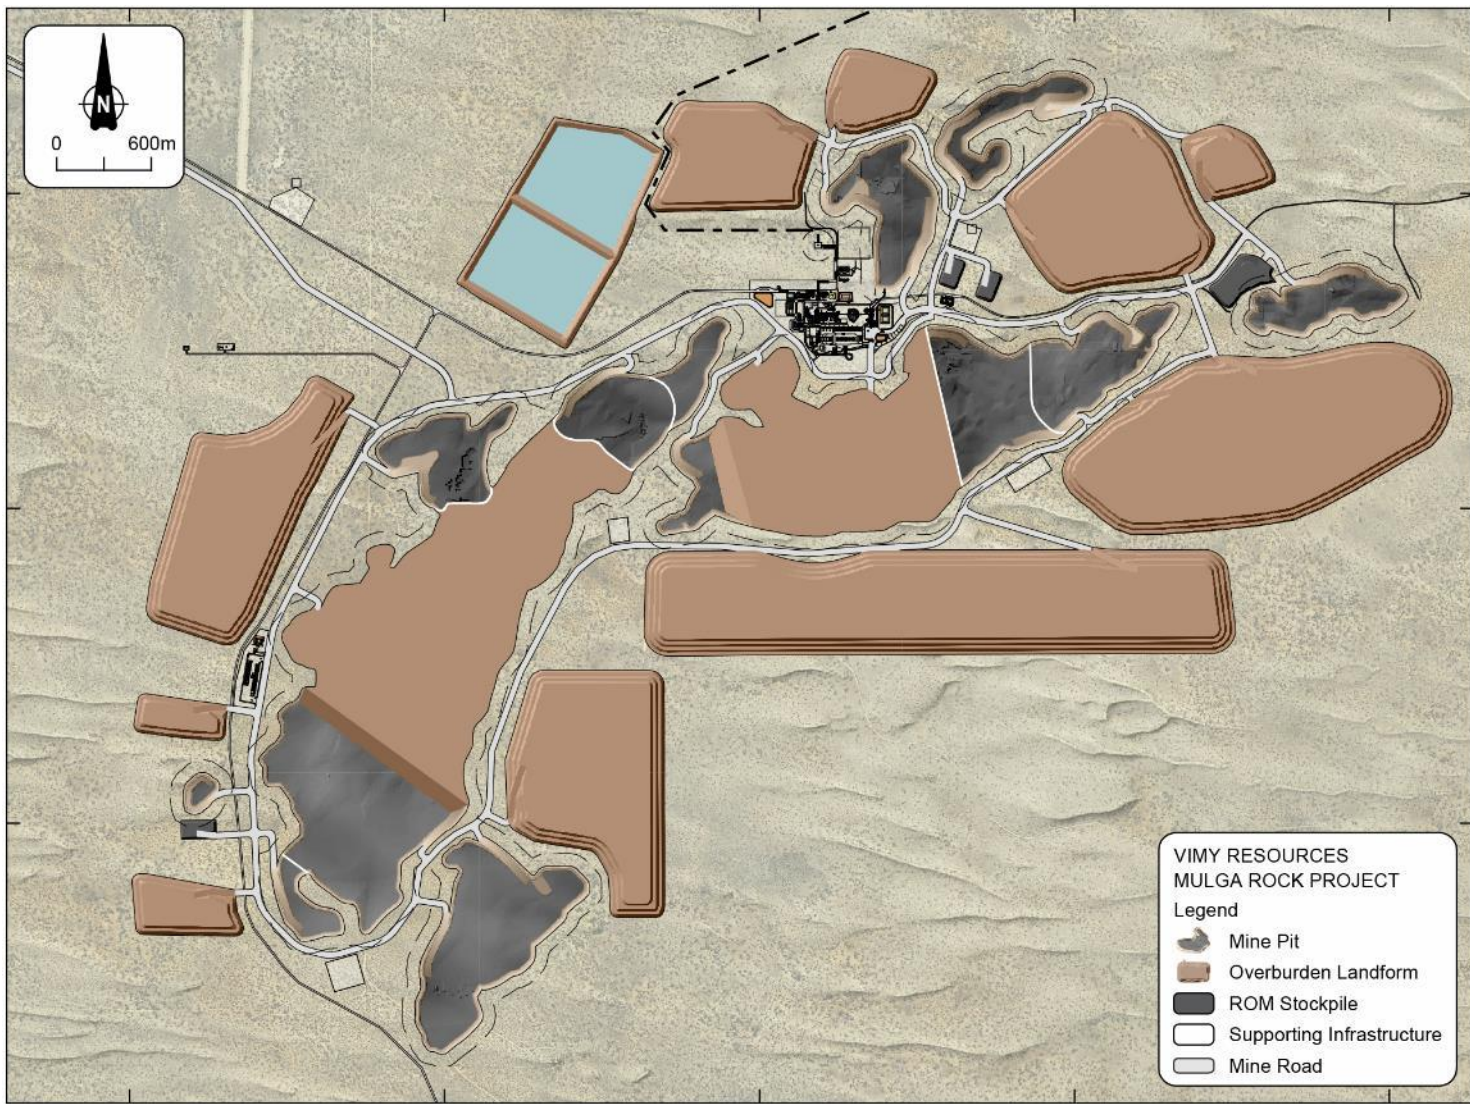 N
0 600m
VIMY RESOURCES
MULGA ROCK PROJECT
Legend
Mine Pit
Overburden Landform
ROM Stockpile
Supporting Infrastructure
Mine Road